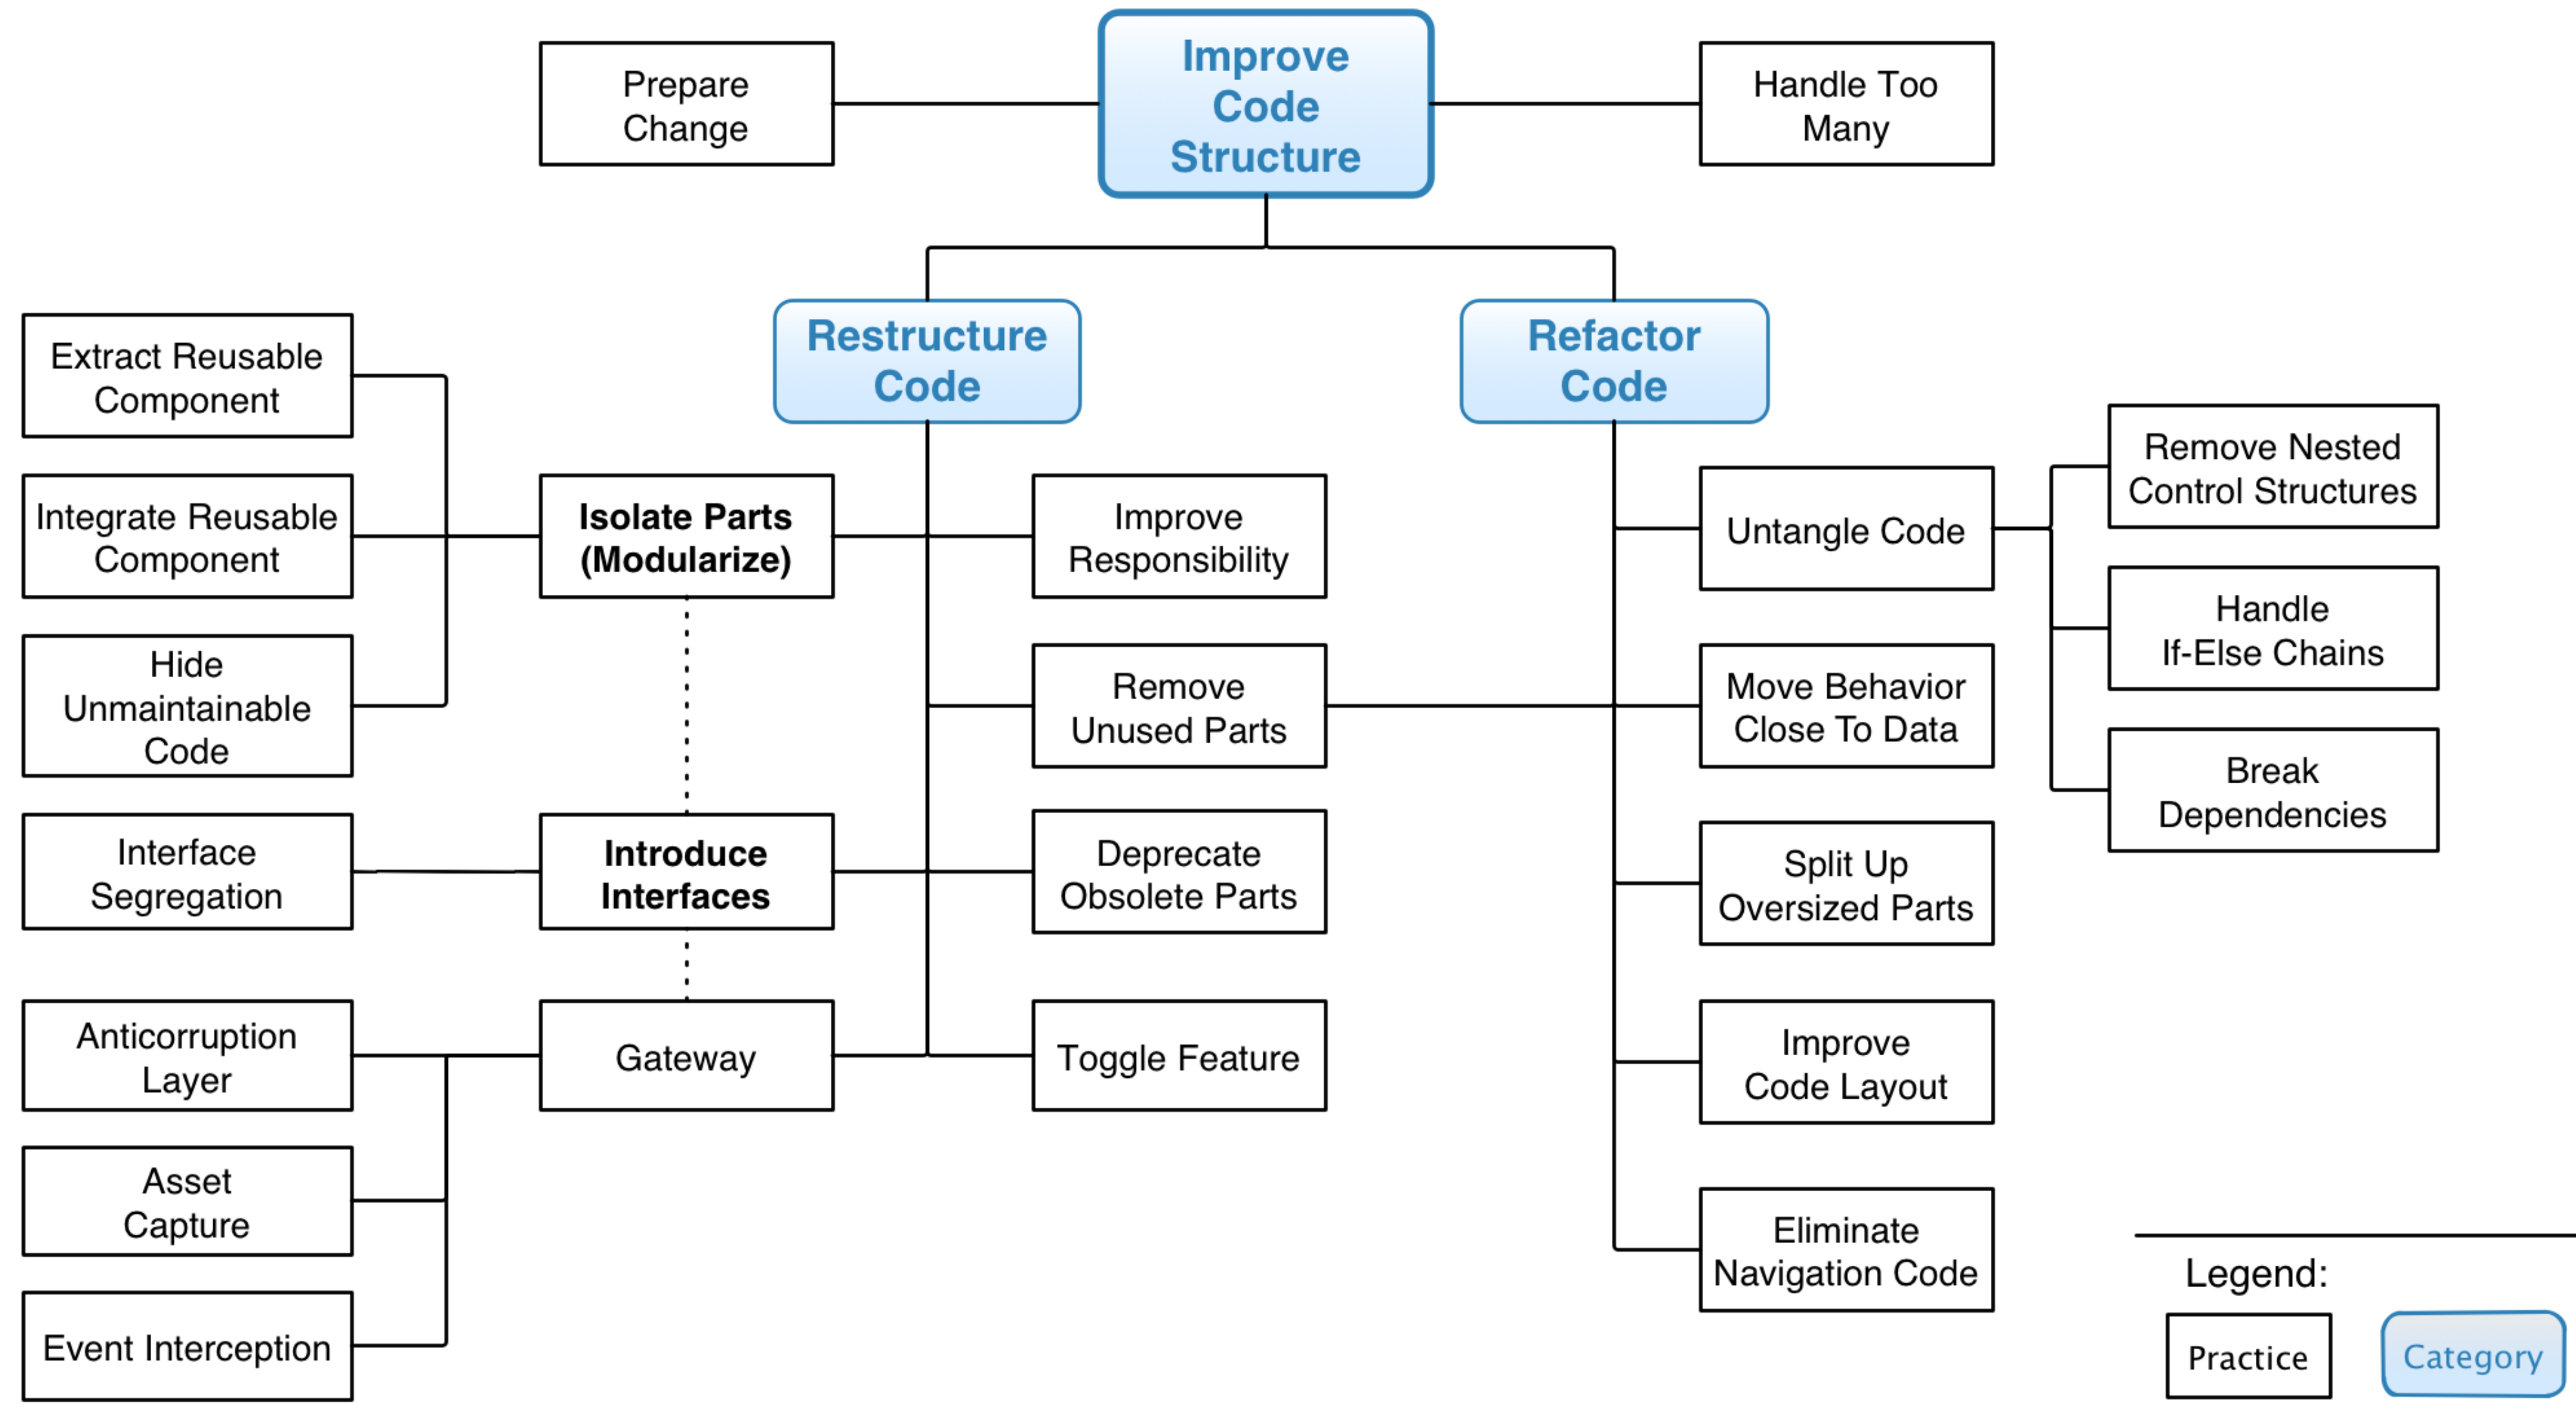 Improve
Code
Structure
Prepare
Change
Handle Too
Many
Restructure
Code
Refactor
Code
Extract Reusable
Component
Integrate Reusable
Component
Hide
Unmaintainable
Code
Isolate Parts
(Modularize)
Improve
Responsibility
Remove
Unused Parts
Interface
Segregation
Introduce
Interfaces
Deprecate
Obsolete Parts
Anticorruption
Layer
Gateway
Toggle Feature
Asset
Capture
Event Interception
Untangle Code
Remove Nested
Control Structures
Handle
If-Else Chains
Break
Dependencies
Move Behavior
Close To Data
Split Up
Oversized Parts
Improve
Code Layout
Eliminate
Navigation Code
Legend:
Practice
Category